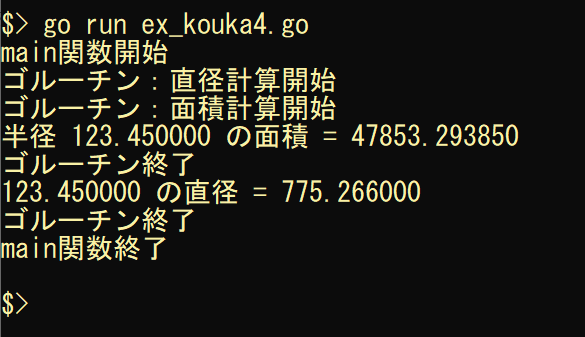 $> go run ex_kouka4.go
main関数開始
ゴルーチン：直径計算開始
ゴルーチン：面積計算開始
半径 123.450000 の面積 = 47853.293850
ゴルーチン終了
123.450000 の直径 = 775.266000
ゴルーチン終了
main関数終了
$>